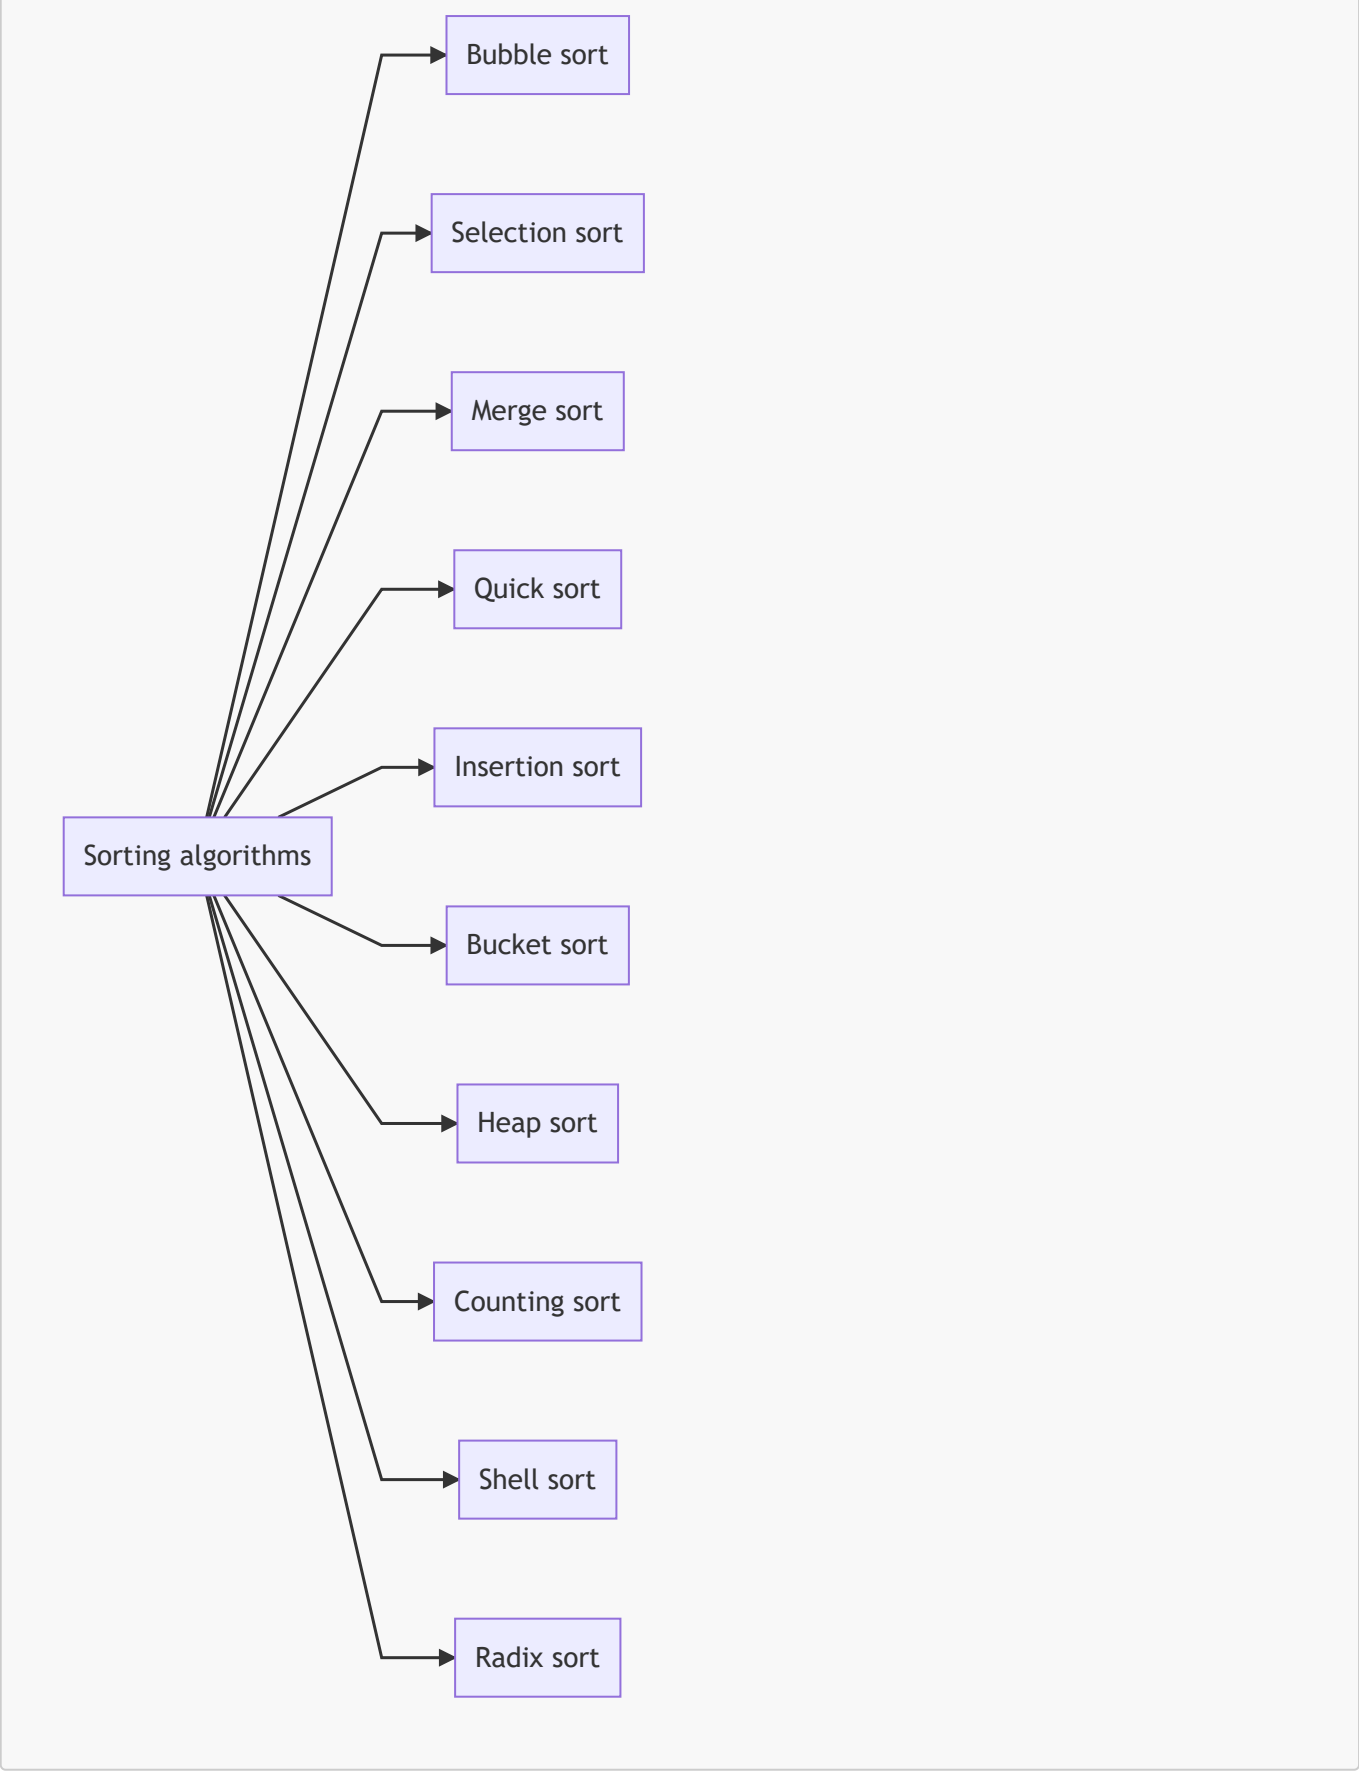 Bubble sort
Selection sort
Merge sort
Quick sort
Insertion sort
Sorting algorithms
Bucket sort
Heap sort
Counting sort
Shell sort
Radix sort